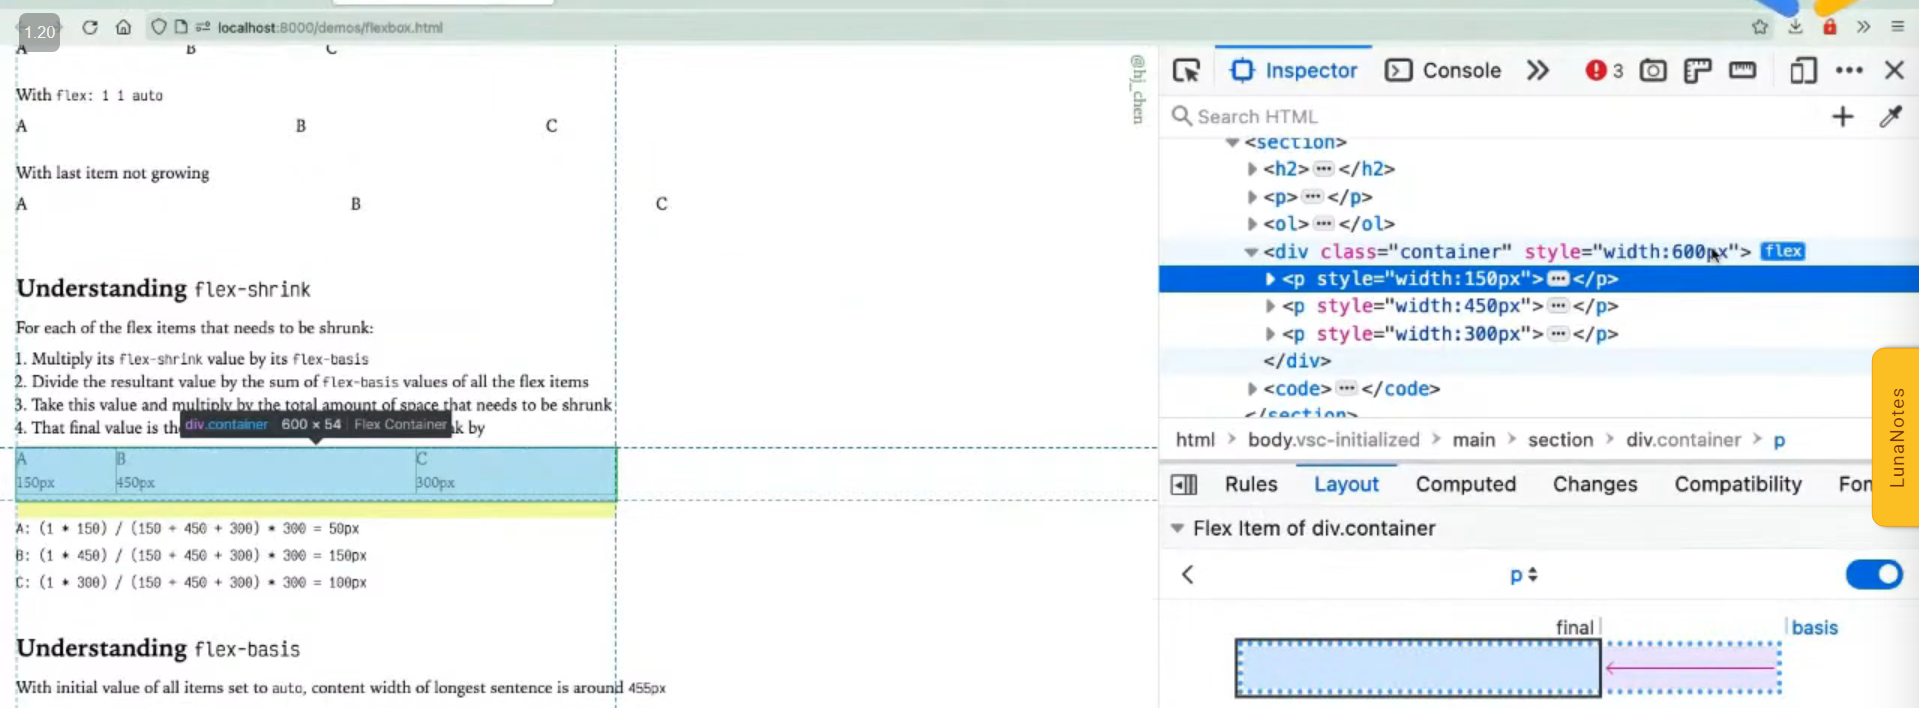 1.20
localhost:8000/demos/flexbox.html
A B C
With flex: 1 1 auto
A B C
With last item not growing
A B C
Understanding flex-shrink
For each of the flex items that needs to be shrunk:
1. Multiply its flex-shrink value by its flex-basis
2. Divide the resultant value by the sum of flex-basis values of all the flex items
3. Take this value and multiply by the total amount of space that needs to be shrunk
4. That final value is th
div.container 600 × 54 Flex Container
k by
A B C
150px 450px 300px
A: (1 * 150) / (150 + 450 + 300) * 300 = 50px
B: (1 * 450) / (150 + 450 + 300) * 300 = 150px
C: (1 * 300) / (150 + 450 + 300) * 300 = 100px
Understanding flex-basis
With initial value of all items set to auto, content width of longest sentence is around 455px
@hj_chen
Inspector Console 3
Search HTML
<section>
<h2> </h2>
<p> </p>
<ol> </ol>
<div class="container" style="width:600px"> flex
<p style="width:150px"> </p>
<p style="width:450px"> </p>
<p style="width:300px"> </p>
</div>
<code> </code>
</section>
html > body.vsc-initialized > main > section > div.container > p
Rules Layout Computed Changes Compatibility Fon
Flex Item of div.container
p
final basis
LunaNotes